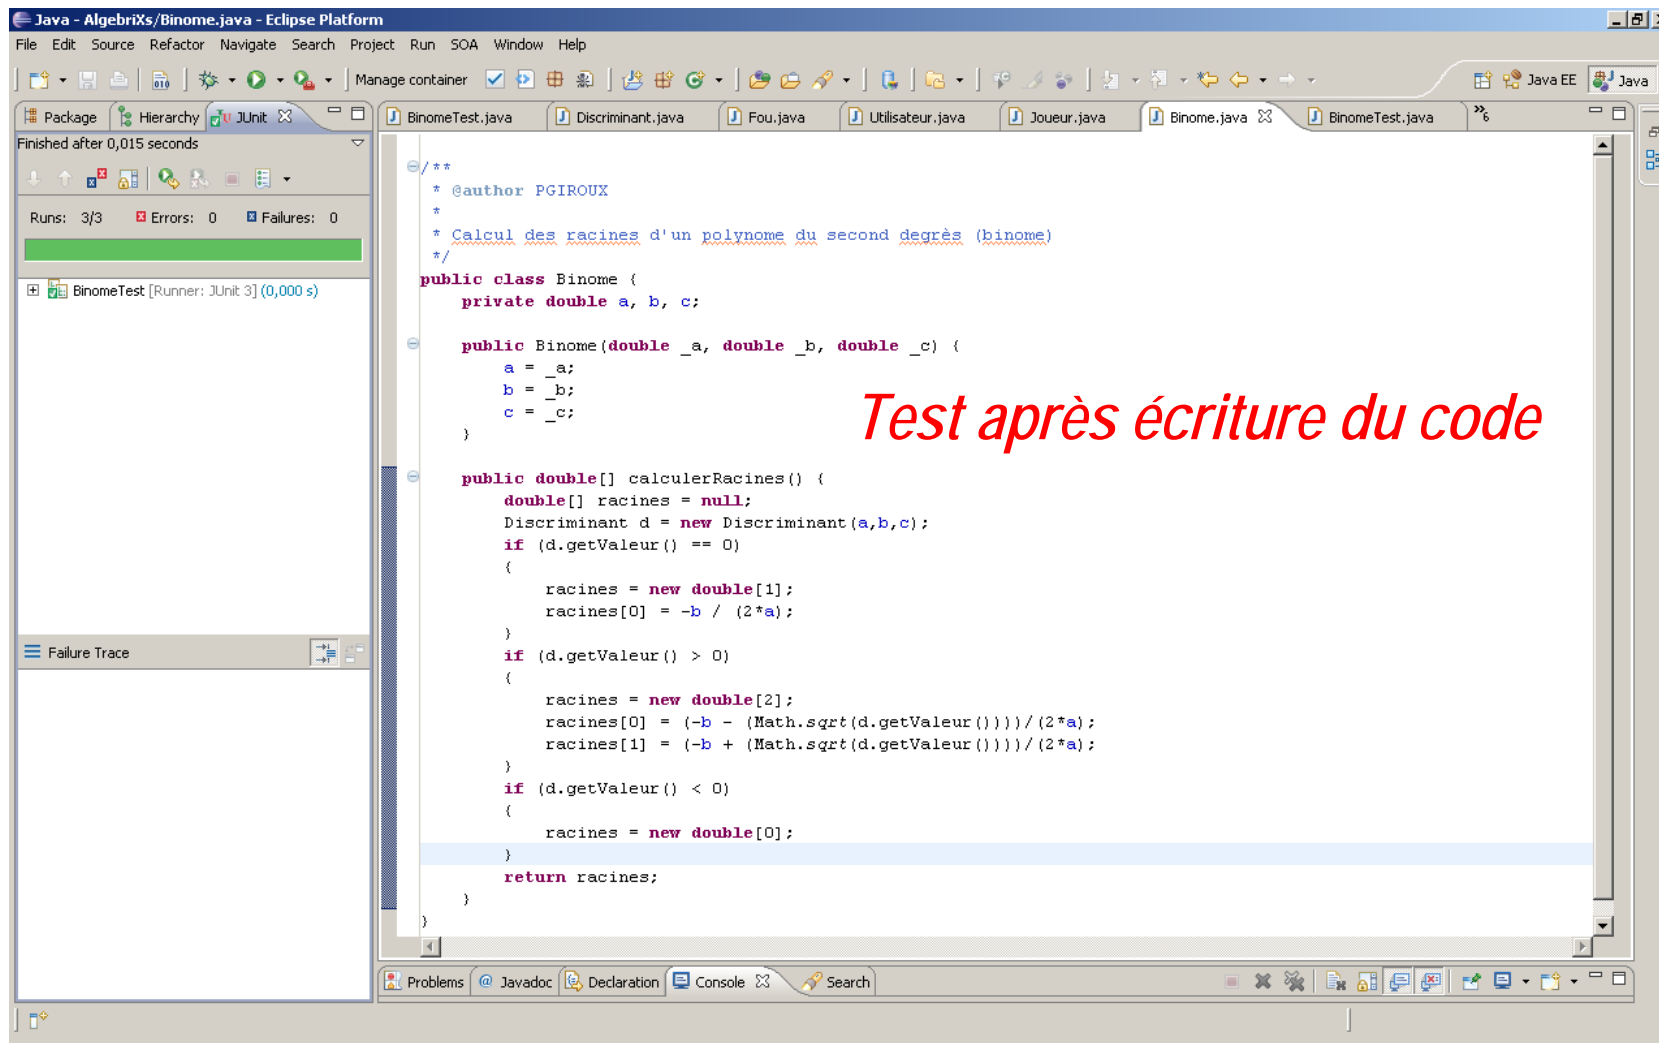 Java - AlgebriXs/Binome.java - Eclipse Platform
File Edit Source Refactor Navigate Search Project Run SOA Window Help
Manage container
Java EE
Java
Package
Hierarchy
JUnit
BinomeTest.java
Discriminant.java
Fou.java
Utilisateur.java
Joueur.java
Binome.java
BinomeTest.java
»6
Finished after 0,015 seconds
Runs: 3/3 Errors: 0 Failures: 0
BinomeTest [Runner: JUnit 3] (0,000 s)
Failure Trace
/**
* @author PGIROUX
*
* Calcul des racines d'un polynome du second degrès (binome)
*/
public class Binome {
private double a, b, c;
public Binome(double _a, double _b, double _c) {
a = _a;
b = _b;
c = _c;
}
Test après écriture du code
public double[] calculerRacines() {
double[] racines = null;
Discriminant d = new Discriminant(a,b,c);
if (d.getValeur() == 0)
{
racines = new double[1];
racines[0] = -b / (2*a);
}
if (d.getValeur() > 0)
{
racines = new double[2];
racines[0] = (-b - (Math.sqrt(d.getValeur())))/(2*a);
racines[1] = (-b + (Math.sqrt(d.getValeur())))/(2*a);
}
if (d.getValeur() < 0)
{
racines = new double[0];
}
return racines;
}
}
Problems
@ Javadoc
Declaration
Console
Search